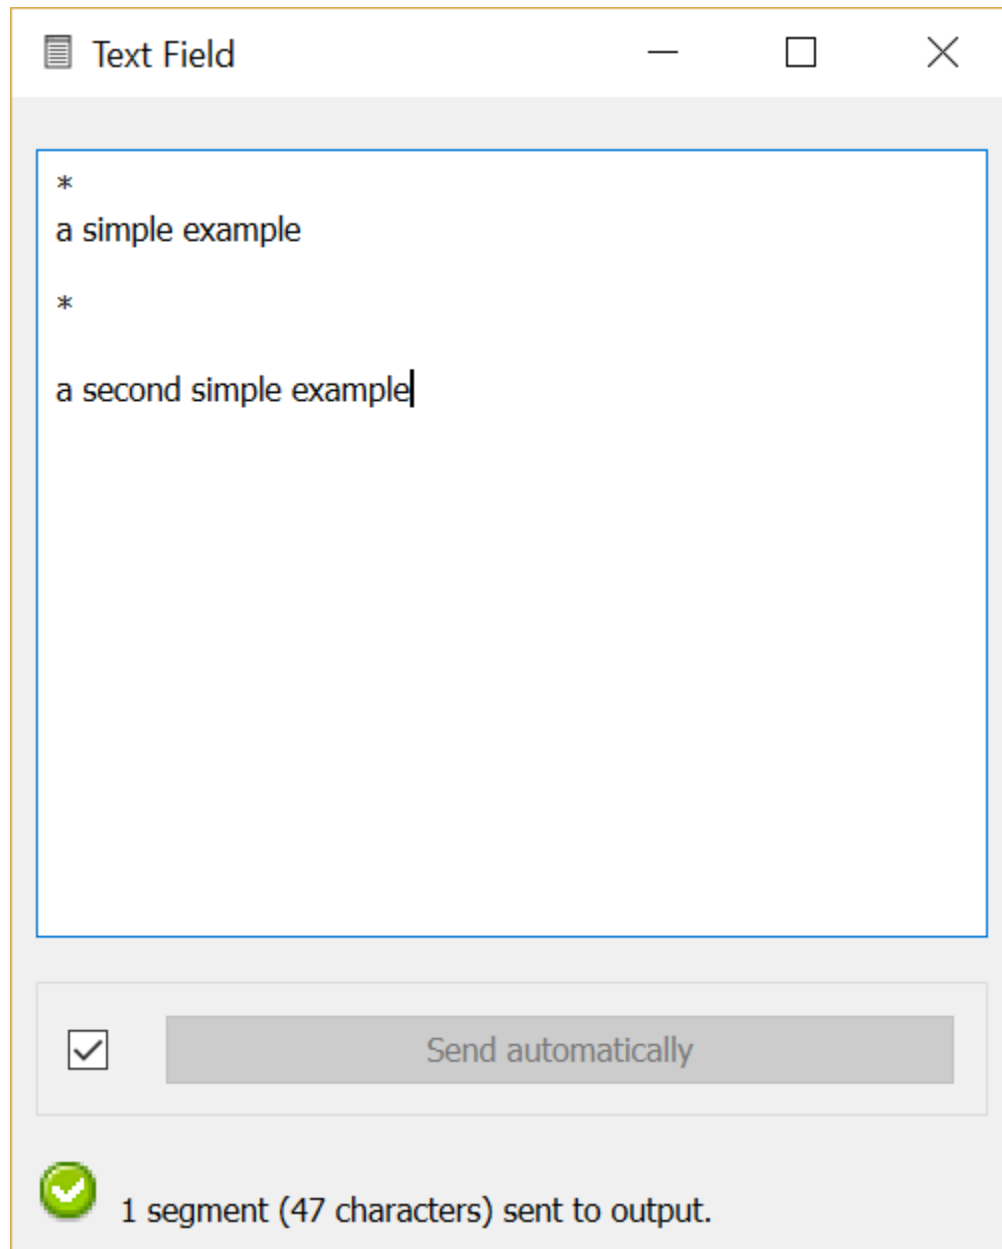 Text Field
*
a simple example
*
a second simple example
Send automatically
1 segment (47 characters) sent to output.